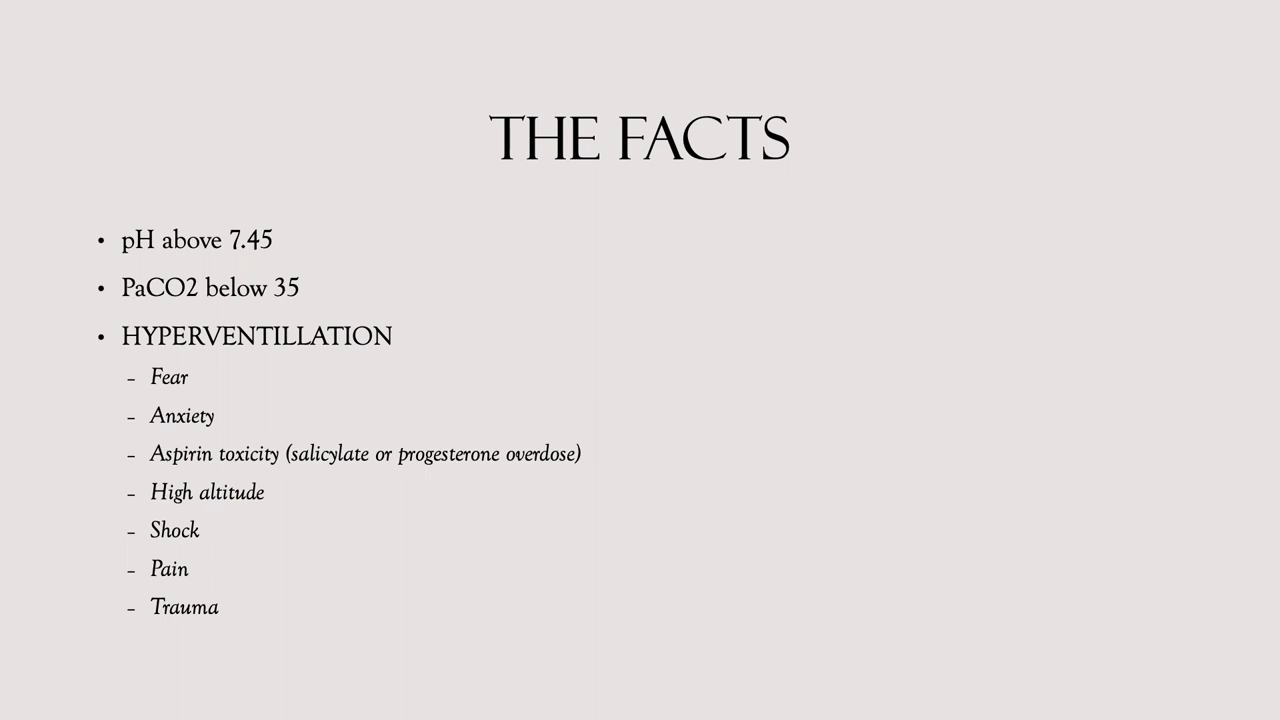 THE FACTS
• pH above 7.45
• PaCO2 below 35
• HYPERVENTILLATION
– Fear
– Anxiety
– Aspirin toxicity (salicylate or progesterone overdose)
– High altitude
– Shock
– Pain
– Trauma